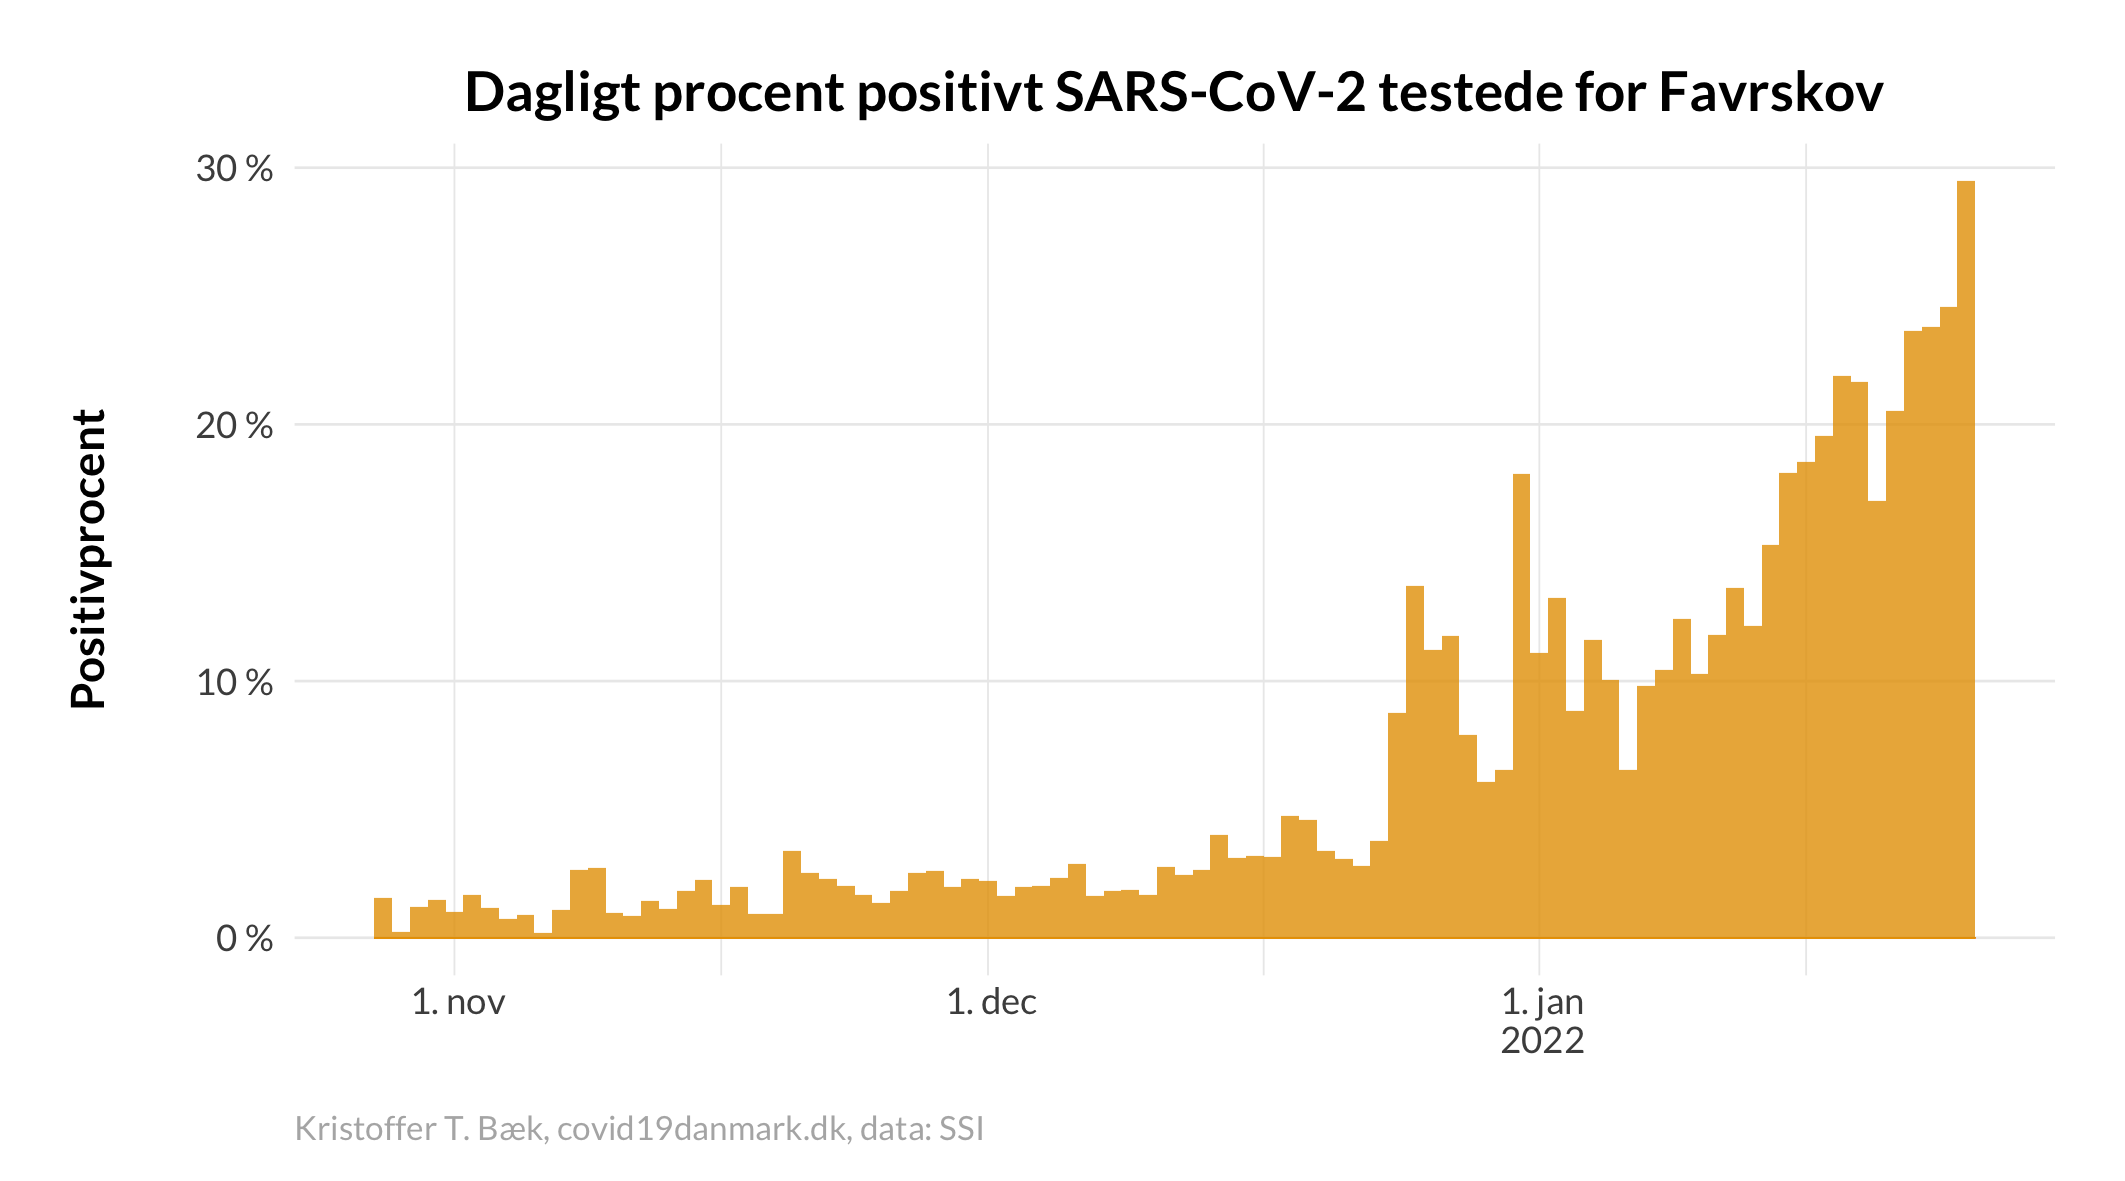 Dagligt procent positivt SARS-CoV-2 testede for Favrskov
Positivprocent
30 %
20 %
10 %
0 %
1. nov
1. dec
1. jan
2022
Kristoffer T. Bæk, covid19danmark.dk, data: SSI